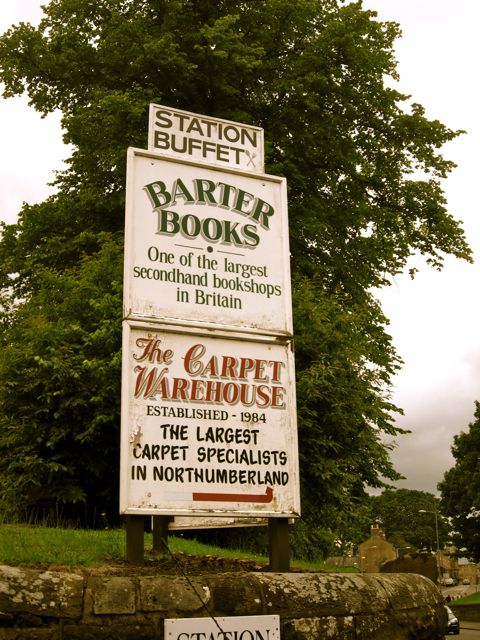 STATION
BUFFET
BARTER
BOOKS
One of the largest
secondhand bookshops
in Britain
The CARPET
WAREHOUSE
ESTABLISHED - 1984
THE LARGEST
CARPET SPECIALISTS
IN NORTHUMBERLAND
STATION